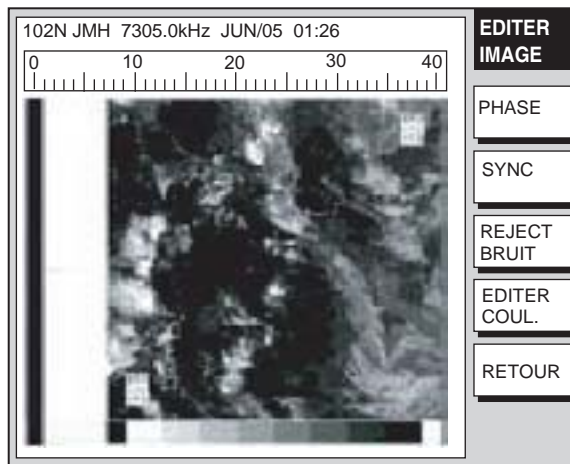 102N JMH 7305.0kHz JUN/05 01:26
0 10 20 30 40
EDITER
IMAGE
PHASE
SYNC
REJECT
BRUIT
EDITER
COUL.
RETOUR